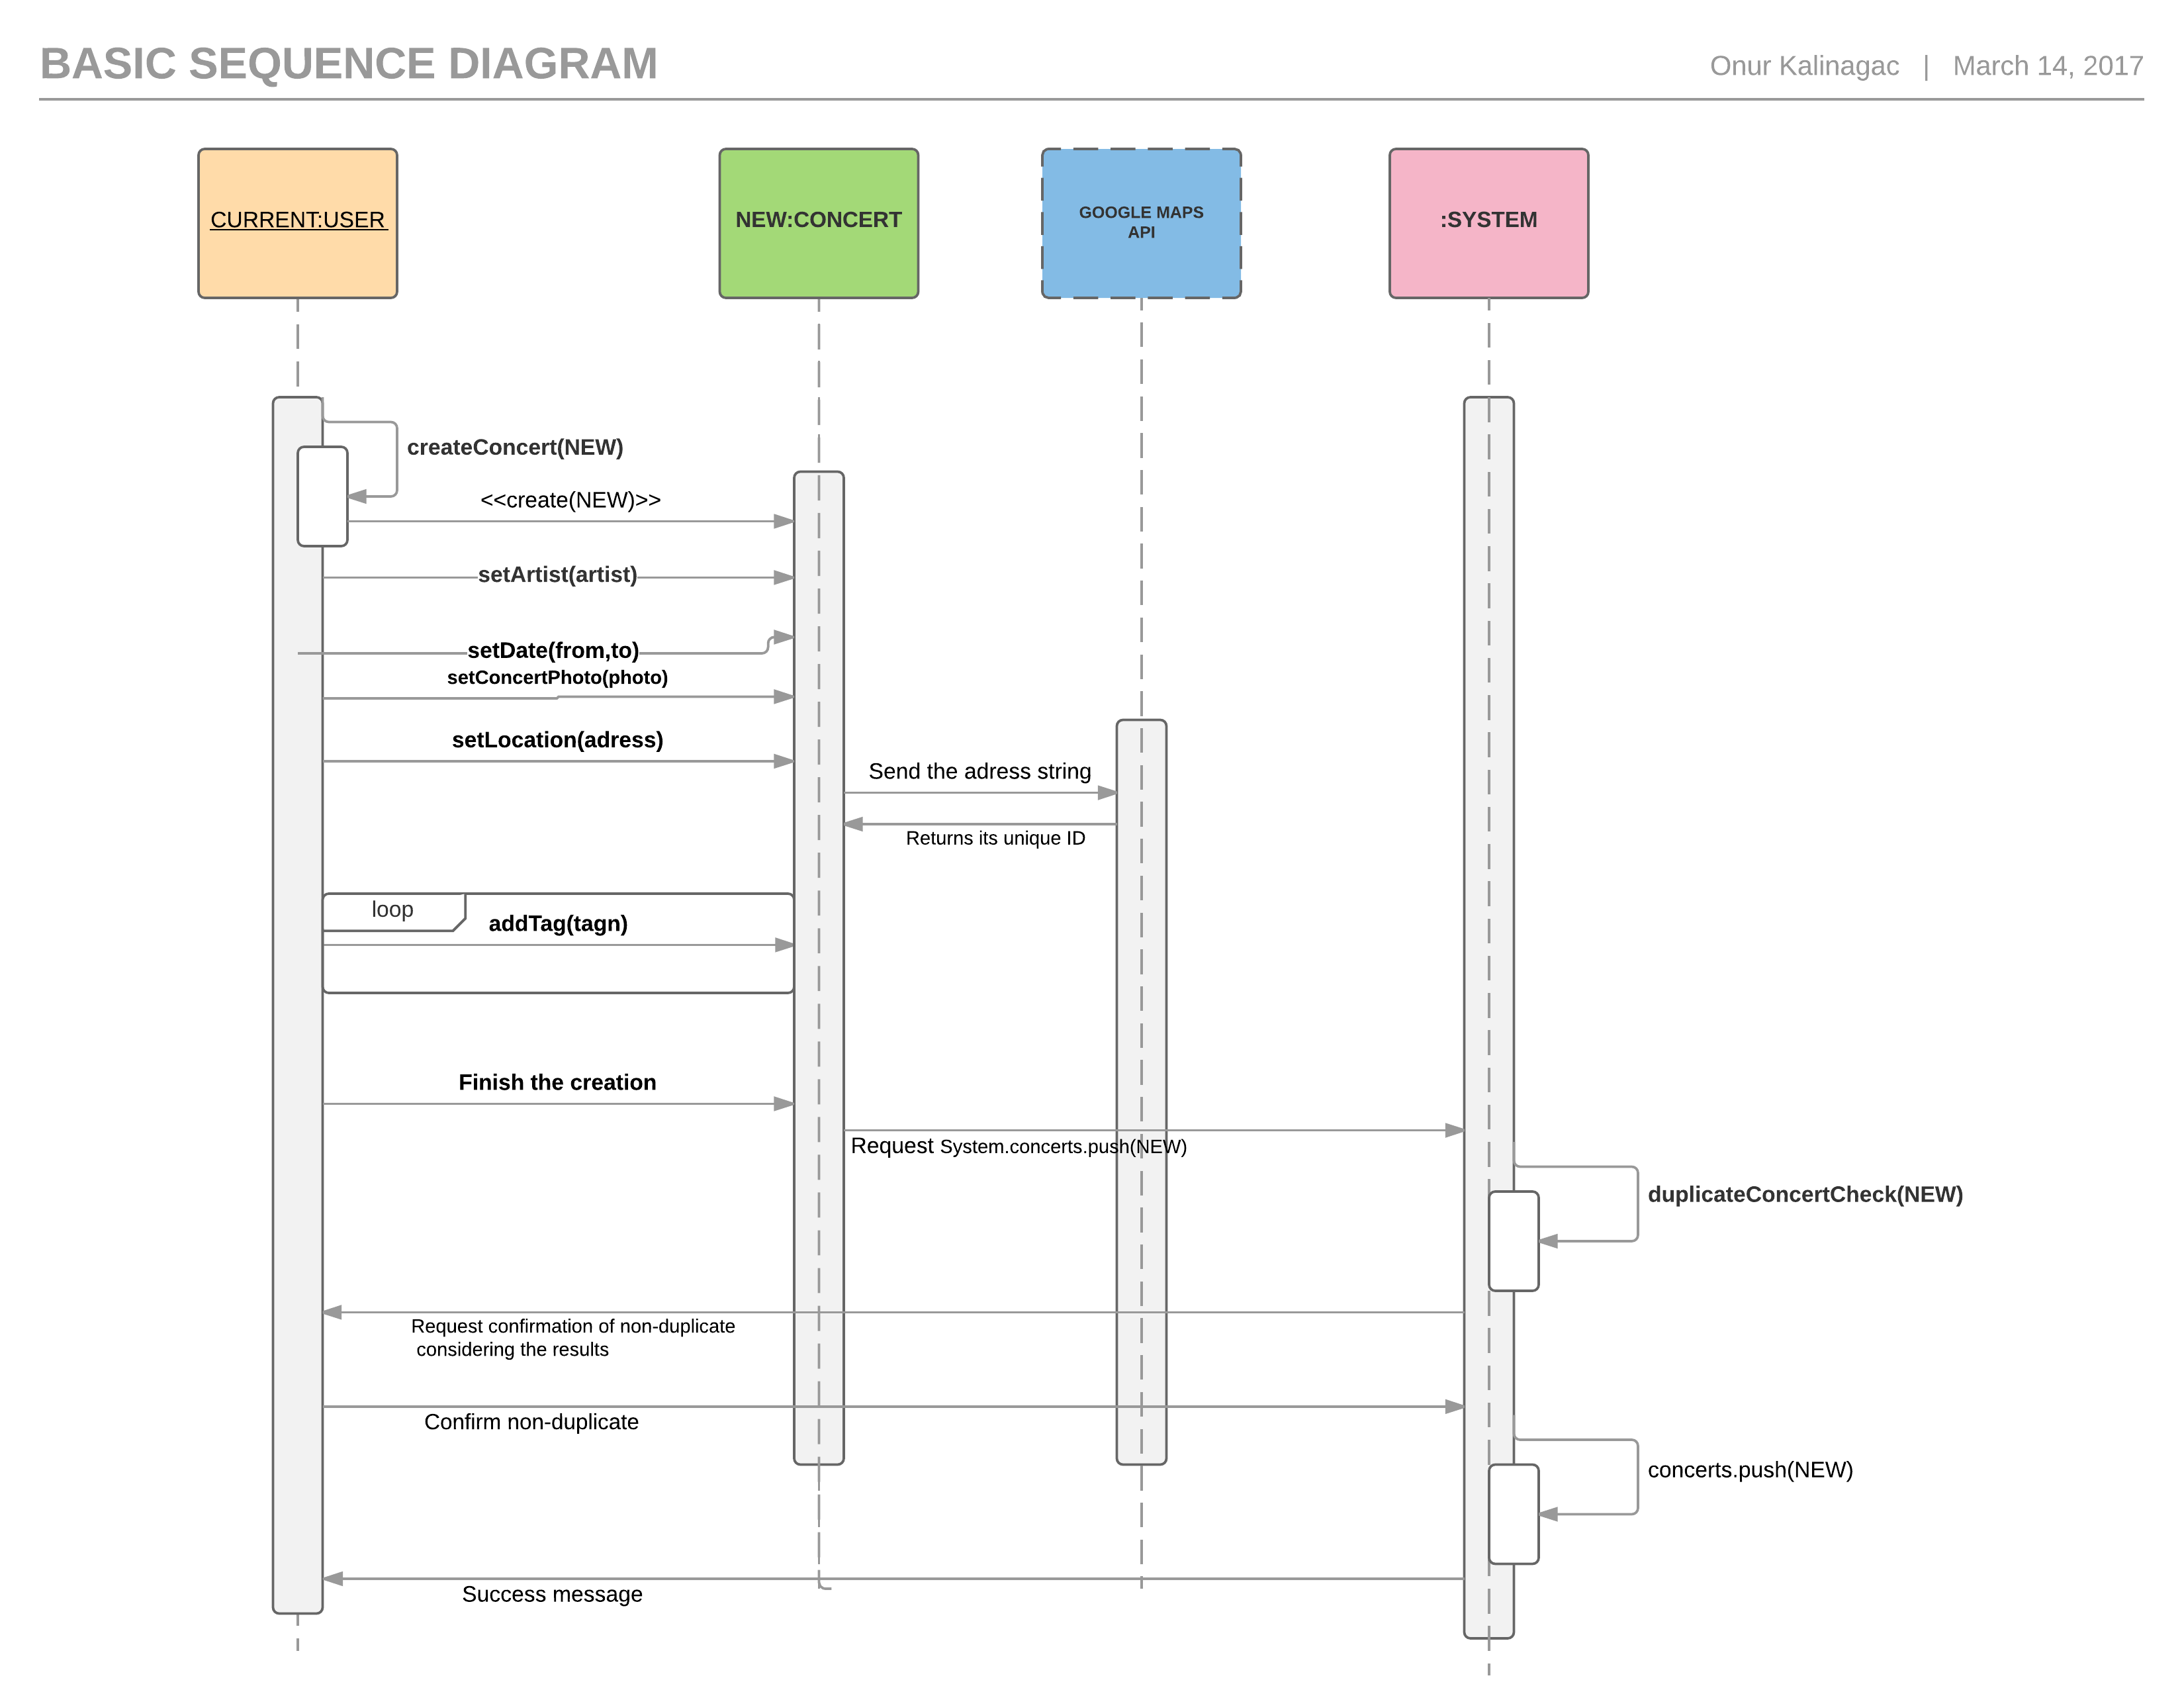 BASIC SEQUENCE DIAGRAM
Onur Kalinagac | March 14, 2017
CURRENT:USER
NEW:CONCERT
GOOGLE MAPS
API
:SYSTEM
createConcert(NEW)
<<create(NEW)>>
setArtist(artist)
setDate(from,to)
setConcertPhoto(photo)
setLocation(adress)
Send the adress string
Returns its unique ID
loop
addTag(tagn)
Finish the creation
Request System.concerts.push(NEW)
duplicateConcertCheck(NEW)
Request confirmation of non-duplicate
considering the results
Confirm non-duplicate
concerts.push(NEW)
Success message